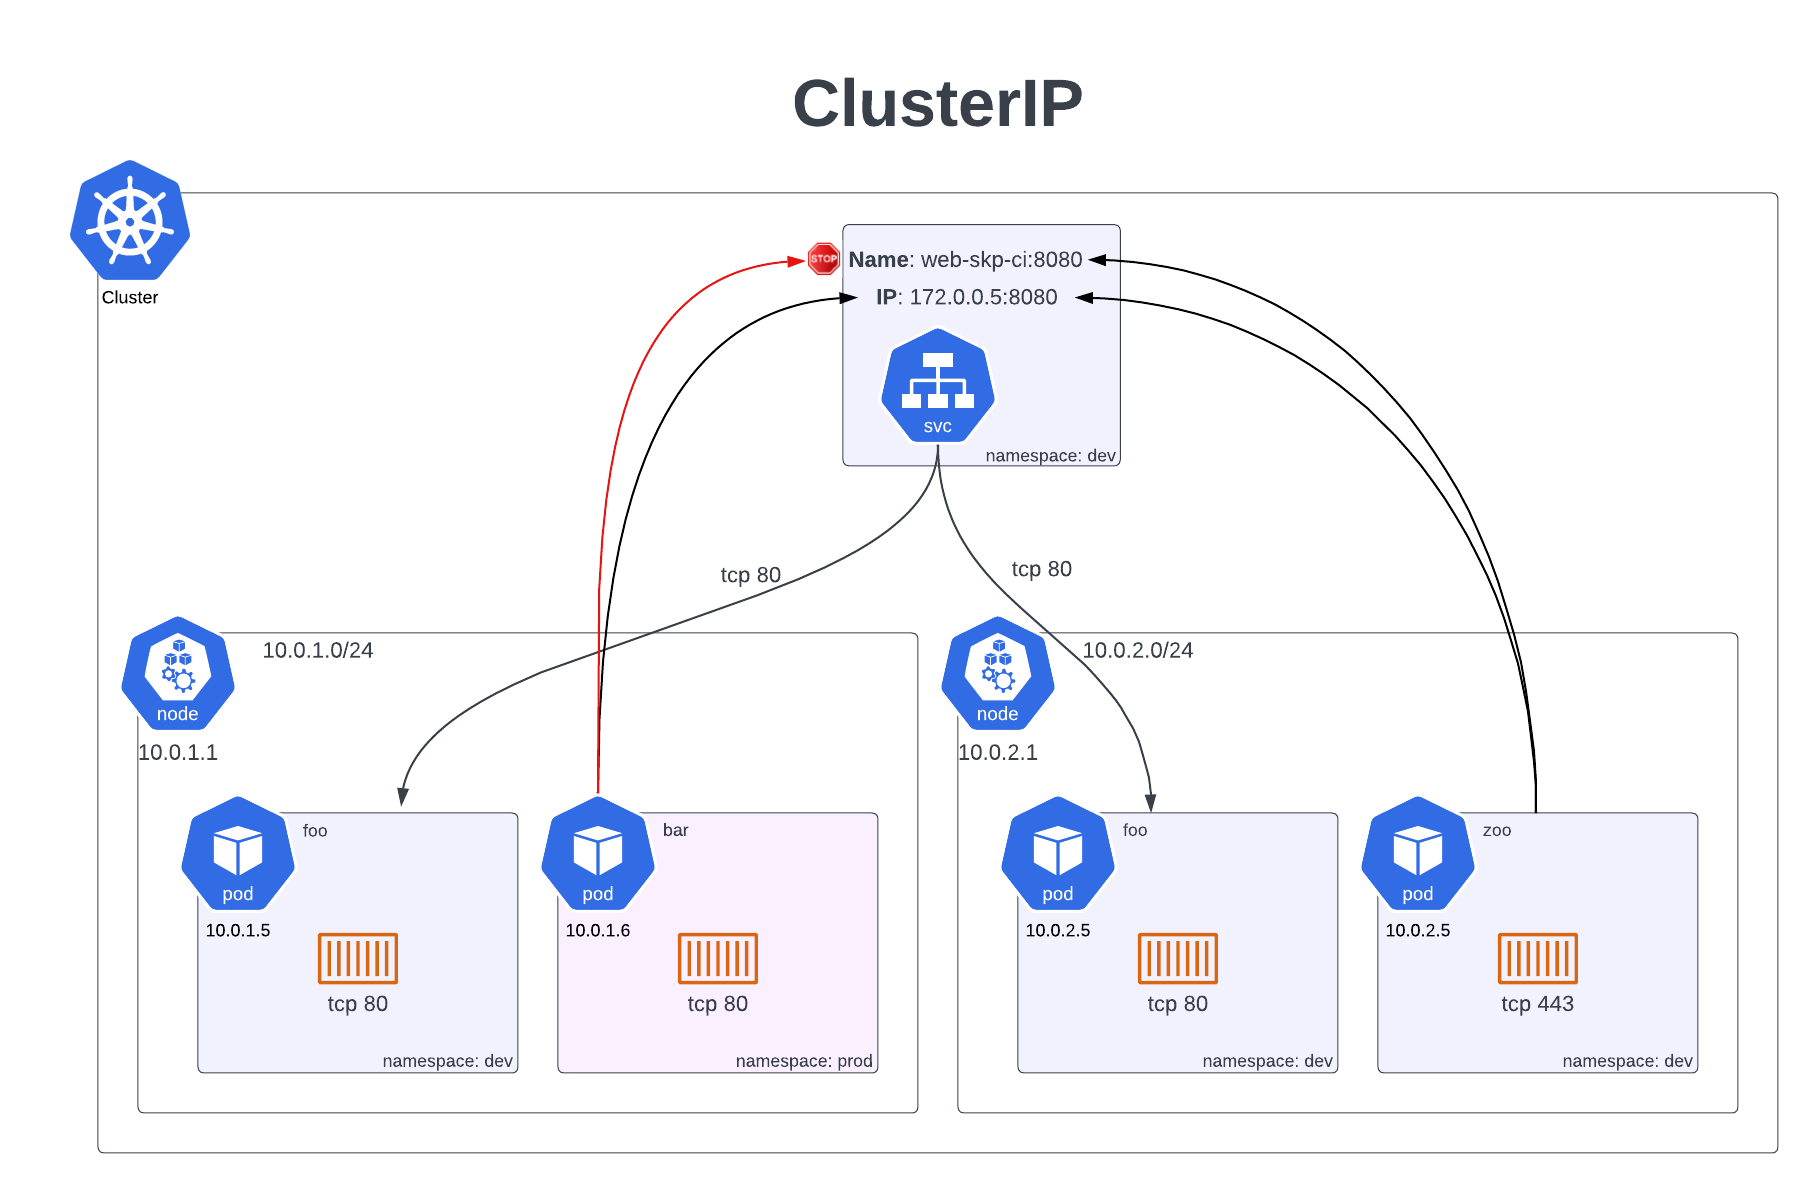 ClusterIP
Cluster
STOP
Name: web-skp-ci:8080
IP: 172.0.0.5:8080
svc
namespace: dev
tcp 80
tcp 80
node
10.0.1.0/24
10.0.1.1
node
10.0.2.0/24
10.0.2.1
foo
pod
10.0.1.5
tcp 80
namespace: dev
bar
pod
10.0.1.6
tcp 80
namespace: prod
foo
pod
10.0.2.5
tcp 80
namespace: dev
zoo
pod
10.0.2.5
tcp 443
namespace: dev